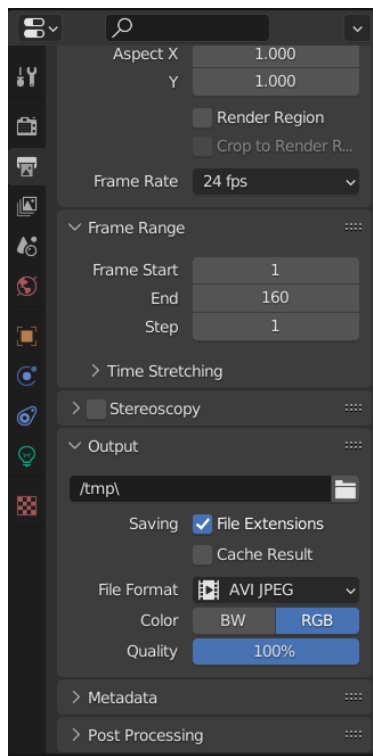 Aspect X 1.000
Y 1.000
Render Region
Crop to Render R...
Frame Rate 24 fps
Frame Range
Frame Start 1
End 160
Step 1
Time Stretching
Stereoscopy
Output
/tmp\
Saving File Extensions
Cache Result
File Format AVI JPEG
Color BW RGB
Quality 100%
Metadata
Post Processing